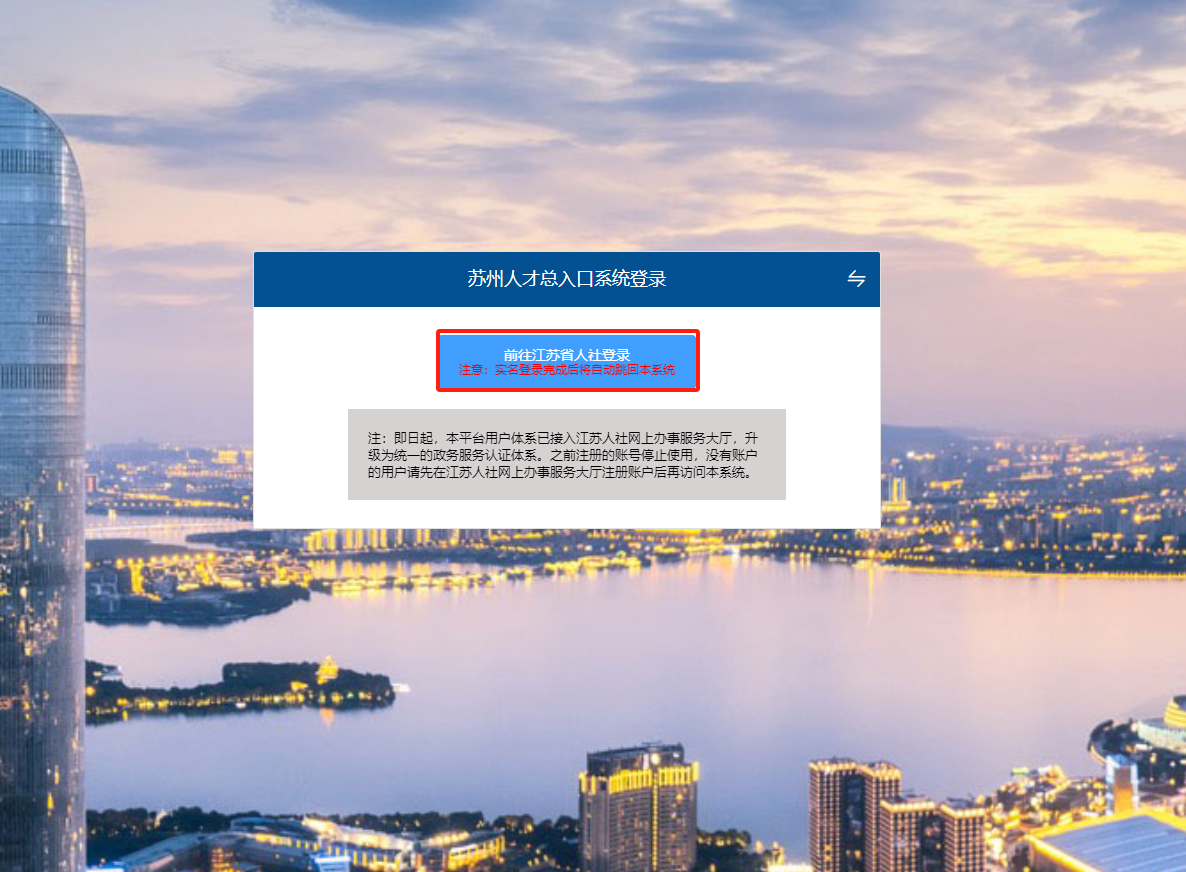 苏州人才总入口系统登录
前往江苏省人社登录
注意：实名登录完成后将自动跳回本系统
注：即日起，本平台用户体系已接入江苏人社网上办事服务大厅，升
级为统一的政务服务认证体系。之前注册的账号停止使用，没有账户
的用户请先在江苏人社网上办事服务大厅注册账户后再访问本系统。